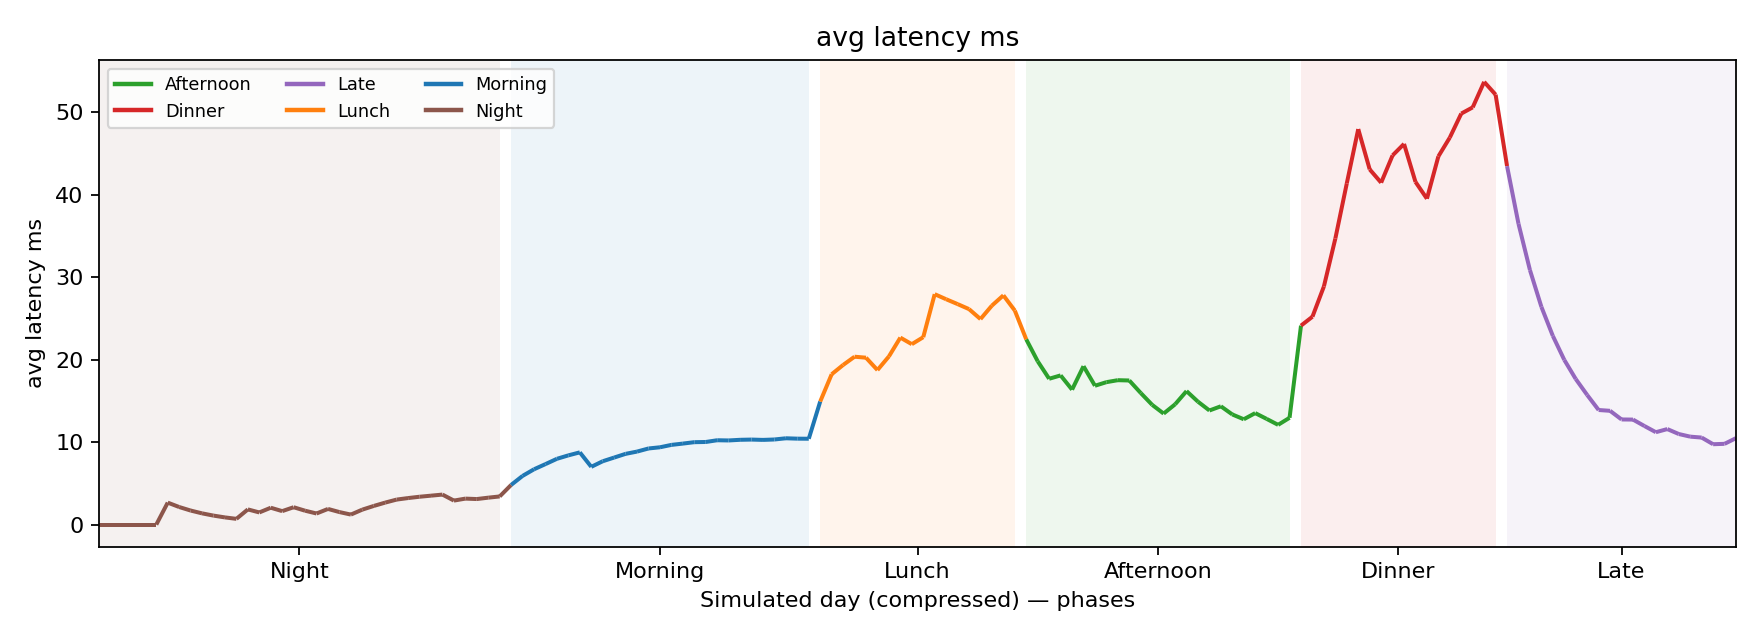 avg latency ms
Afternoon Late Morning
Dinner Lunch Night
avg latency ms
50
40
30
20
10
0
Night Morning Lunch Afternoon Dinner Late
Simulated day (compressed) — phases